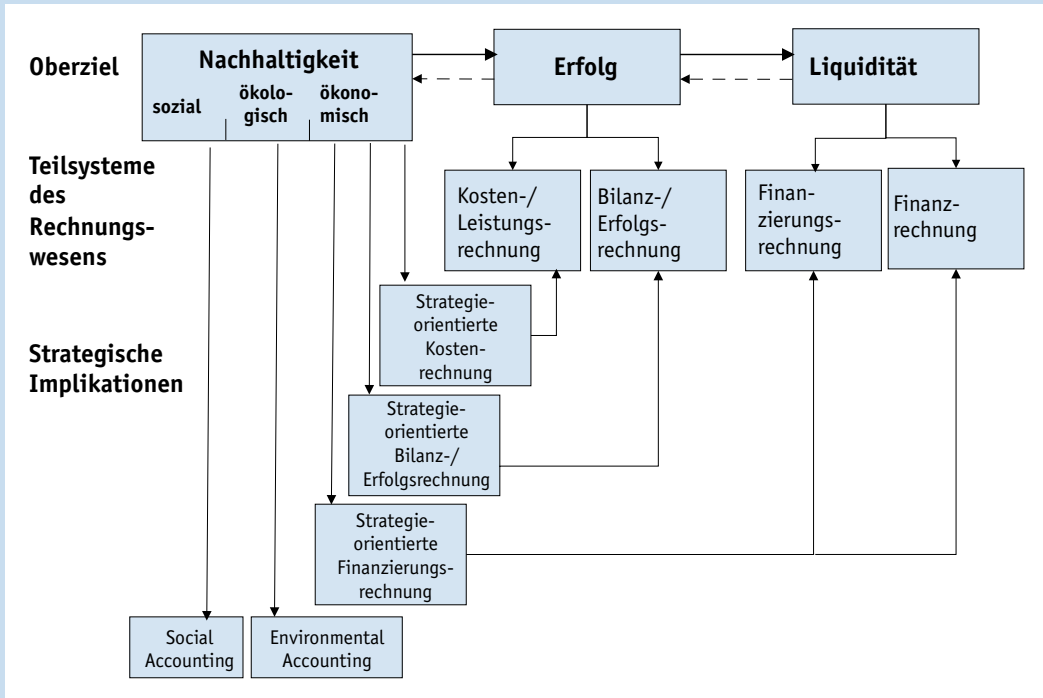 Oberziel
Nachhaltigkeit
sozial
ökolo-
gisch
ökono-
misch
Erfolg
Liquidität
Teilsysteme
des
Rechnungs-
wesens
Kosten-/
Leistungs-
rechnung
Bilanz-/
Erfolgs-
rechnung
Finan-
zierungs-
rechnung
Finanz-
rechnung
Strategische
Implikationen
Strategie-
orientierte
Kosten-
rechnung
Strategie-
orientierte
Bilanz-/
Erfolgsrechnung
Strategie-
orientierte
Finanzierungs-
rechnung
Social
Accounting
Environmental
Accounting